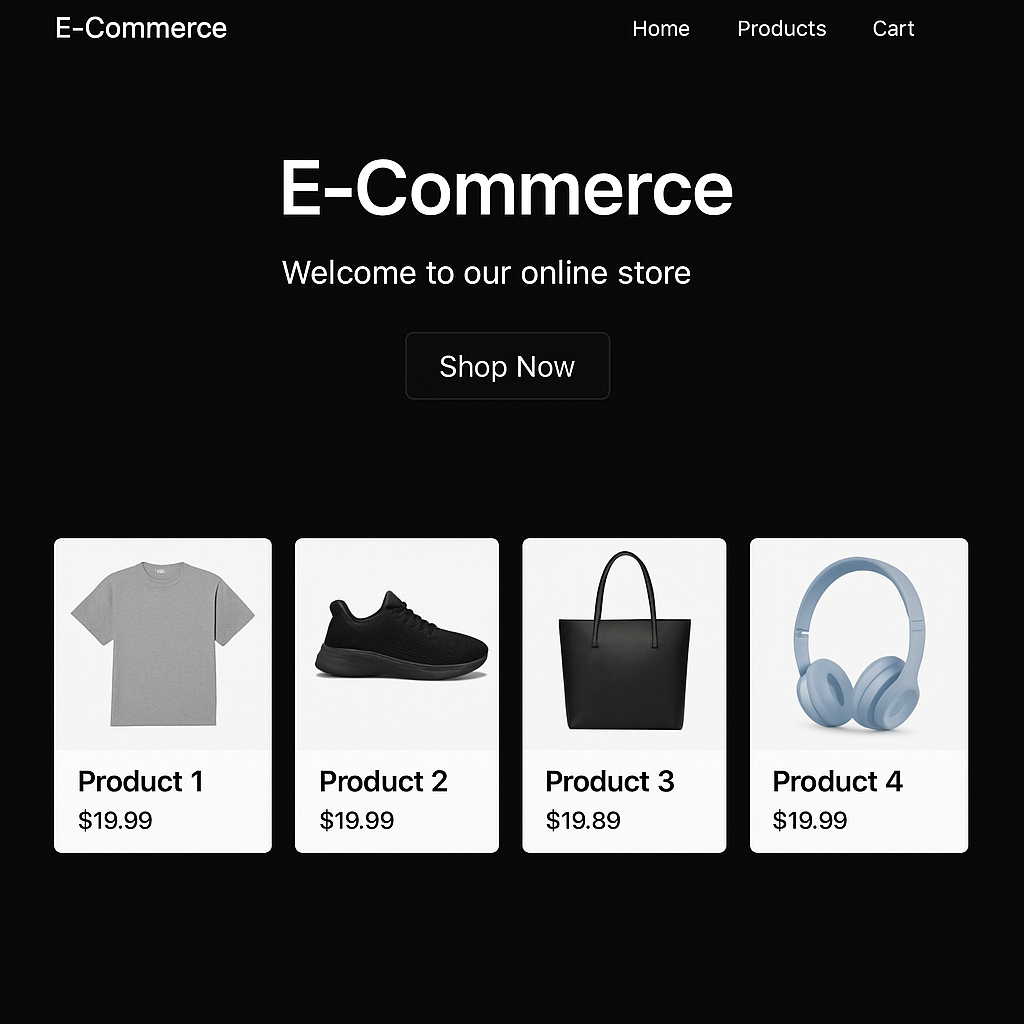 E-Commerce
Home Products Cart
E-Commerce
Welcome to our online store
Shop Now
Product 1
$19.99
Product 2
$19.99
Product 3
$19.89
Product 4
$19.99